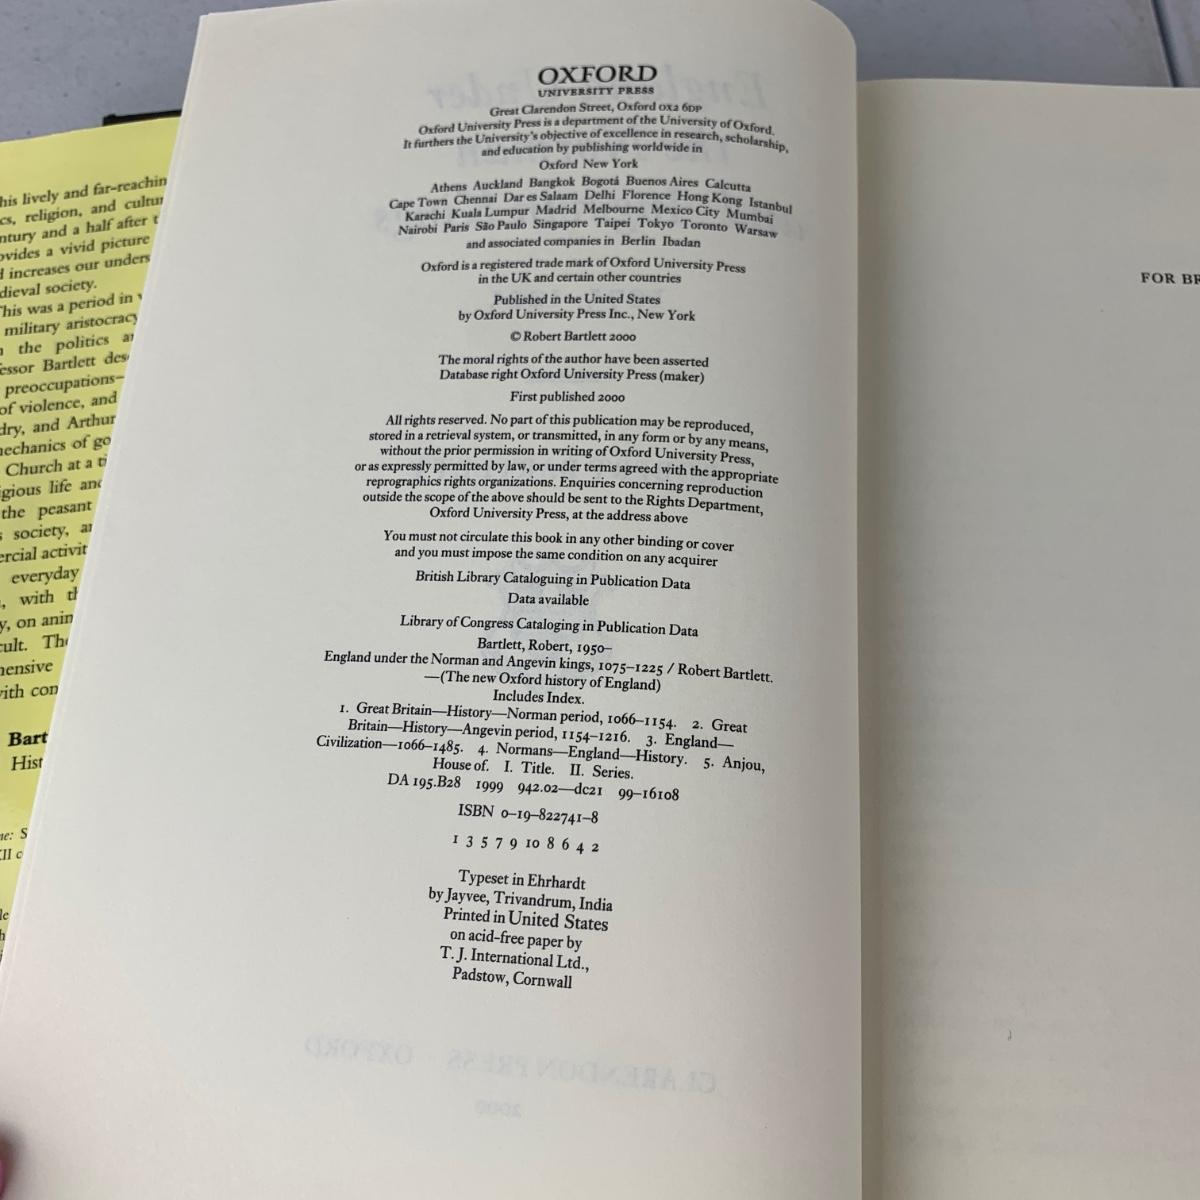 his lively and far-reachin
cs, religion, and cultur
ntury and a half after t
ovides a vivid picture
d increases our unders
dieval society.
This was a period in
military aristocracy
the politics
essor Bartlett des
preoccupations—
of violence, and
dry, and Arthur
mechanics of go
Church at a ti
igious life and
the peasant
s society, an
ercial activit
everyday
, with th
y, on anim
cult. The
hensive
with con
Bart
Hist
ne: S
XII c
OXFORD
UNIVERSITY PRESS
Great Clarendon Street, Oxford OX2 6DP
Oxford University Press is a department of the University of Oxford.
It furthers the University's objective of excellence in research, scholarship,
and education by publishing worldwide in
Oxford New York
Athens Auckland Bangkok Bogotá Buenos Aires Calcutta
Cape Town Chennai Dar es Salaam Delhi Florence Hong Kong Istanbul
Karachi Kuala Lumpur Madrid Melbourne Mexico City Mumbai
Nairobi Paris São Paulo Singapore Taipei Tokyo Toronto Warsaw
and associated companies in Berlin Ibadan
Oxford is a registered trade mark of Oxford University Press
in the UK and certain other countries
Published in the United States
by Oxford University Press Inc., New York
© Robert Bartlett 2000
The moral rights of the author have been asserted
Database right Oxford University Press (maker)
First published 2000
All rights reserved. No part of this publication may be reproduced,
stored in a retrieval system, or transmitted, in any form or by any means,
without the prior permission in writing of Oxford University Press,
or as expressly permitted by law, or under terms agreed with the appropriate
reprographics rights organizations. Enquiries concerning reproduction
outside the scope of the above should be sent to the Rights Department,
Oxford University Press, at the address above
You must not circulate this book in any other binding or cover
and you must impose the same condition on any acquirer
British Library Cataloguing in Publication Data
Data available
Library of Congress Cataloging in Publication Data
Bartlett, Robert, 1950–
England under the Norman and Angevin kings, 1075–1225 / Robert Bartlett.
—(The new Oxford history of England)
Includes Index.
1. Great Britain—History—Norman period, 1066–1154. 2. Great
Britain—History—Angevin period, 1154–1216. 3. England—
Civilization—1066–1485. 4. Normans—England—History. 5. Anjou,
House of. I. Title. II. Series.
DA 195.B28 1999 942.02—dc21 99–16108
ISBN 0–19–822741–8
1 3 5 7 9 10 8 6 4 2
Typeset in Ehrhardt
by Jayvee, Trivandrum, India
Printed in United States
on acid-free paper by
T. J. International Ltd.,
Padstow, Cornwall
FOR BR